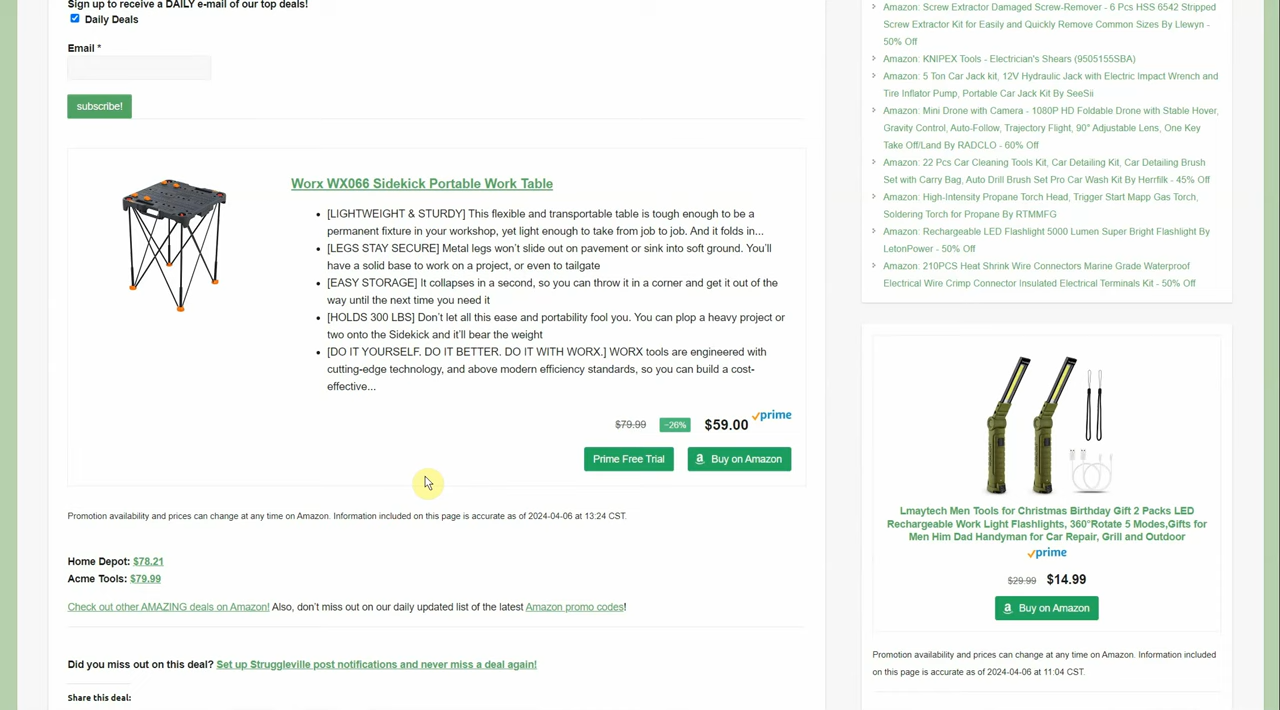 Sign up to receive a DAILY e-mail of our top deals!
Daily Deals
Email *
subscribe!
Worx WX066 Sidekick Portable Work Table
[LIGHTWEIGHT & STURDY] This flexible and transportable table is tough enough to be a
permanent fixture in your workshop, yet light enough to take from job to job. And it folds in...
[LEGS STAY SECURE] Metal legs won't slide out on pavement or sink into soft ground. You'll
have a solid base to work on a project, or even to tailgate
[EASY STORAGE] It collapses in a second, so you can throw it in a corner and get it out of the
way until the next time you need it
[HOLDS 300 LBS] Don't let all this ease and portability fool you. You can plop a heavy project or
two onto the Sidekick and it'll bear the weight
[DO IT YOURSELF. DO IT BETTER. DO IT WITH WORX.] WORX tools are engineered with
cutting-edge technology, and above modern efficiency standards, so you can build a cost-
effective...
$79.99 −26% $59.00 prime
Prime Free Trial Buy on Amazon
Promotion availability and prices can change at any time on Amazon. Information included on this page is accurate as of 2024-04-06 at 13:24 CST.
Home Depot: $78.21
Acme Tools: $79.99
Check out other AMAZING deals on Amazon! Also, don't miss out on our daily updated list of the latest Amazon promo codes!
Did you miss out on this deal? Set up Struggleville post notifications and never miss a deal again!
Share this deal:
Amazon: Screw Extractor Damaged Screw-Remover - 6 Pcs HSS 6542 Stripped
Screw Extractor Kit for Easily and Quickly Remove Common Sizes By Llewyn -
50% Off
Amazon: KNIPEX Tools - Electrician's Shears (9505155SBA)
Amazon: 5 Ton Car Jack kit, 12V Hydraulic Jack with Electric Impact Wrench and
Tire Inflator Pump, Portable Car Jack Kit By SeeSii
Amazon: Mini Drone with Camera - 1080P HD Foldable Drone with Stable Hover,
Gravity Control, Auto-Follow, Trajectory Flight, 90° Adjustable Lens, One Key
Take Off/Land By RADCLO - 60% Off
Amazon: 22 Pcs Car Cleaning Tools Kit, Car Detailing Kit, Car Detailing Brush
Set with Carry Bag, Auto Drill Brush Set Pro Car Wash Kit By Herrfilk - 45% Off
Amazon: High-Intensity Propane Torch Head, Trigger Start Mapp Gas Torch,
Soldering Torch for Propane By RTMMFG
Amazon: Rechargeable LED Flashlight 5000 Lumen Super Bright Flashlight By
LetonPower - 50% Off
Amazon: 210PCS Heat Shrink Wire Connectors Marine Grade Waterproof
Electrical Wire Crimp Connector Insulated Electrical Terminals Kit - 50% Off
Lmaytech Men Tools for Christmas Birthday Gift 2 Packs LED
Rechargeable Work Light Flashlights, 360°Rotate 5 Modes,Gifts for
Men Him Dad Handyman for Car Repair, Grill and Outdoor
prime
$29.99 $14.99
Buy on Amazon
Promotion availability and prices can change at any time on Amazon. Information included
on this page is accurate as of 2024-04-06 at 11:04 CST.